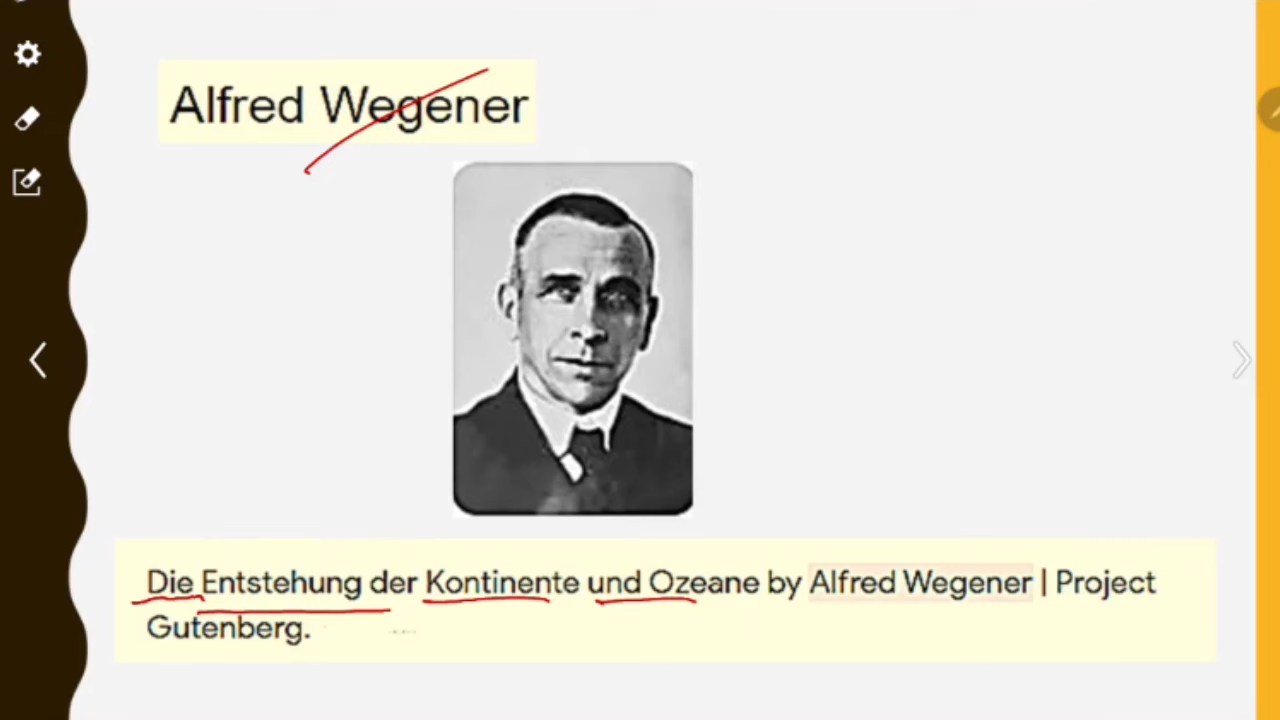 Alfred Wegener
Die Entstehung der Kontinente und Ozeane by Alfred Wegener | Project
Gutenberg.